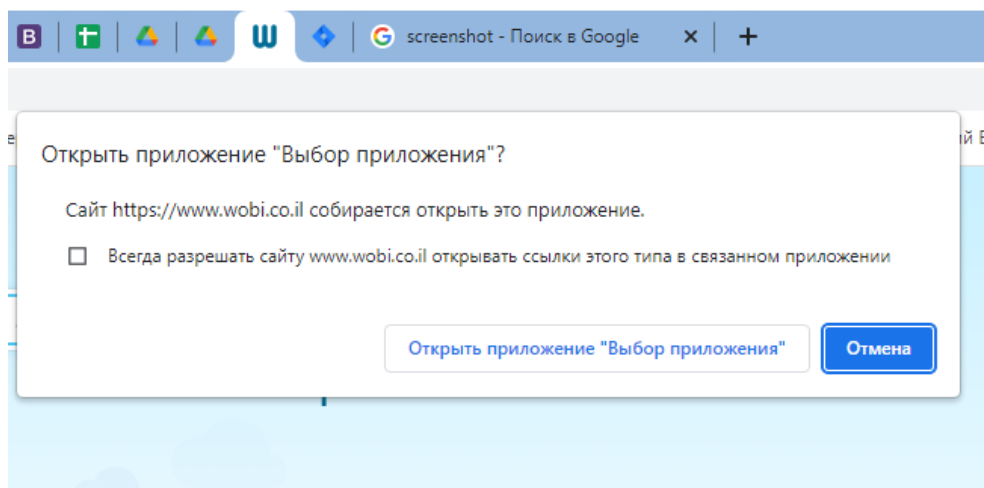 B
screenshot - Поиск в Google
Открыть приложение "Выбор приложения"?
Сайт https://www.wobi.co.il собирается открыть это приложение.
Всегда разрешать сайту www.wobi.co.il открывать ссылки этого типа в связанном приложении
Открыть приложение "Выбор приложения" Отмена